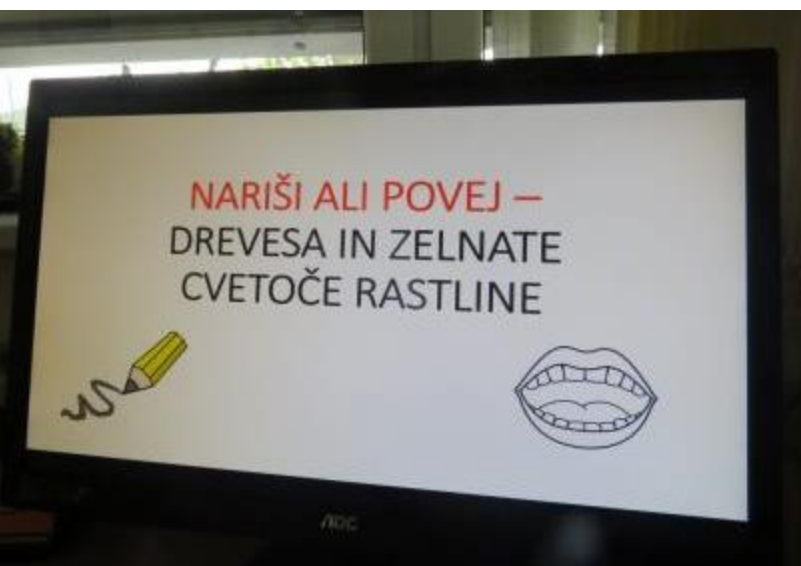 NARIŠI ALI POVEJ –
DREVESA IN ZELNATE
CVETOČE RASTLINE
AOC